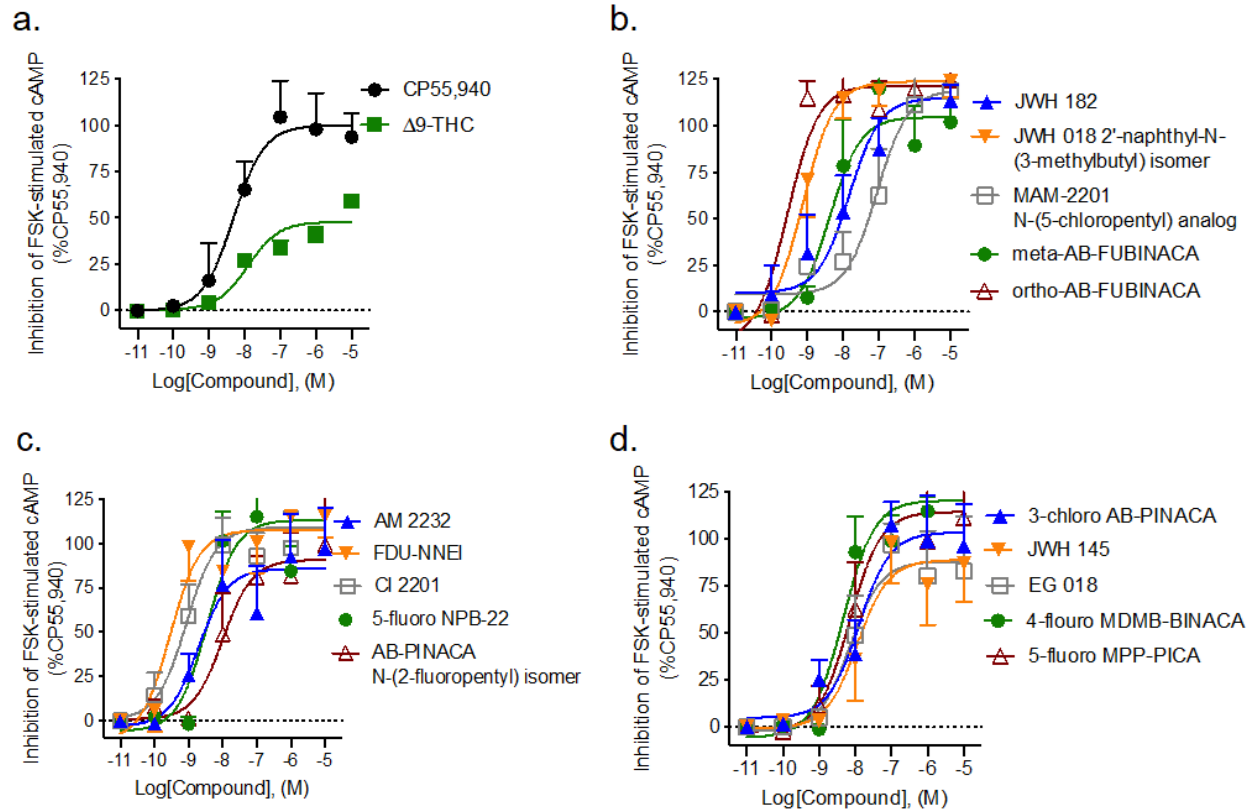 a.
125
100
75
50
25
0
Inhibition of FSK-stimulated cAMP
(%CP55,940)
-11 -10 -9 -8 -7 -6 -5
Log[Compound], (M)
CP55,940
Δ9-THC
b.
125
100
75
50
25
0
Inhibition of FSK-stimulated cAMP
(%CP55,940)
-11 -10 -9 -8 -7 -6 -5
Log[Compound], (M)
JWH 182
JWH 018 2'-naphthyl-N-
(3-methylbutyl) isomer
MAM-2201
N-(5-chloropentyl) analog
meta-AB-FUBINACA
ortho-AB-FUBINACA
c.
125
100
75
50
25
0
Inhibition of FSK-stimulated cAMP
(%CP55,940)
-11 -10 -9 -8 -7 -6 -5
Log[Compound], (M)
AM 2232
FDU-NNEI
CI 2201
5-fluoro NPB-22
AB-PINACA
N-(2-fluoropentyl) isomer
d.
125
100
75
50
25
0
Inhibition of FSK-stimulated cAMP
(%CP55,940)
-11 -10 -9 -8 -7 -6 -5
Log[Compound], (M)
3-chloro AB-PINACA
JWH 145
EG 018
4-flouro MDMB-BINACA
5-fluoro MPP-PICA